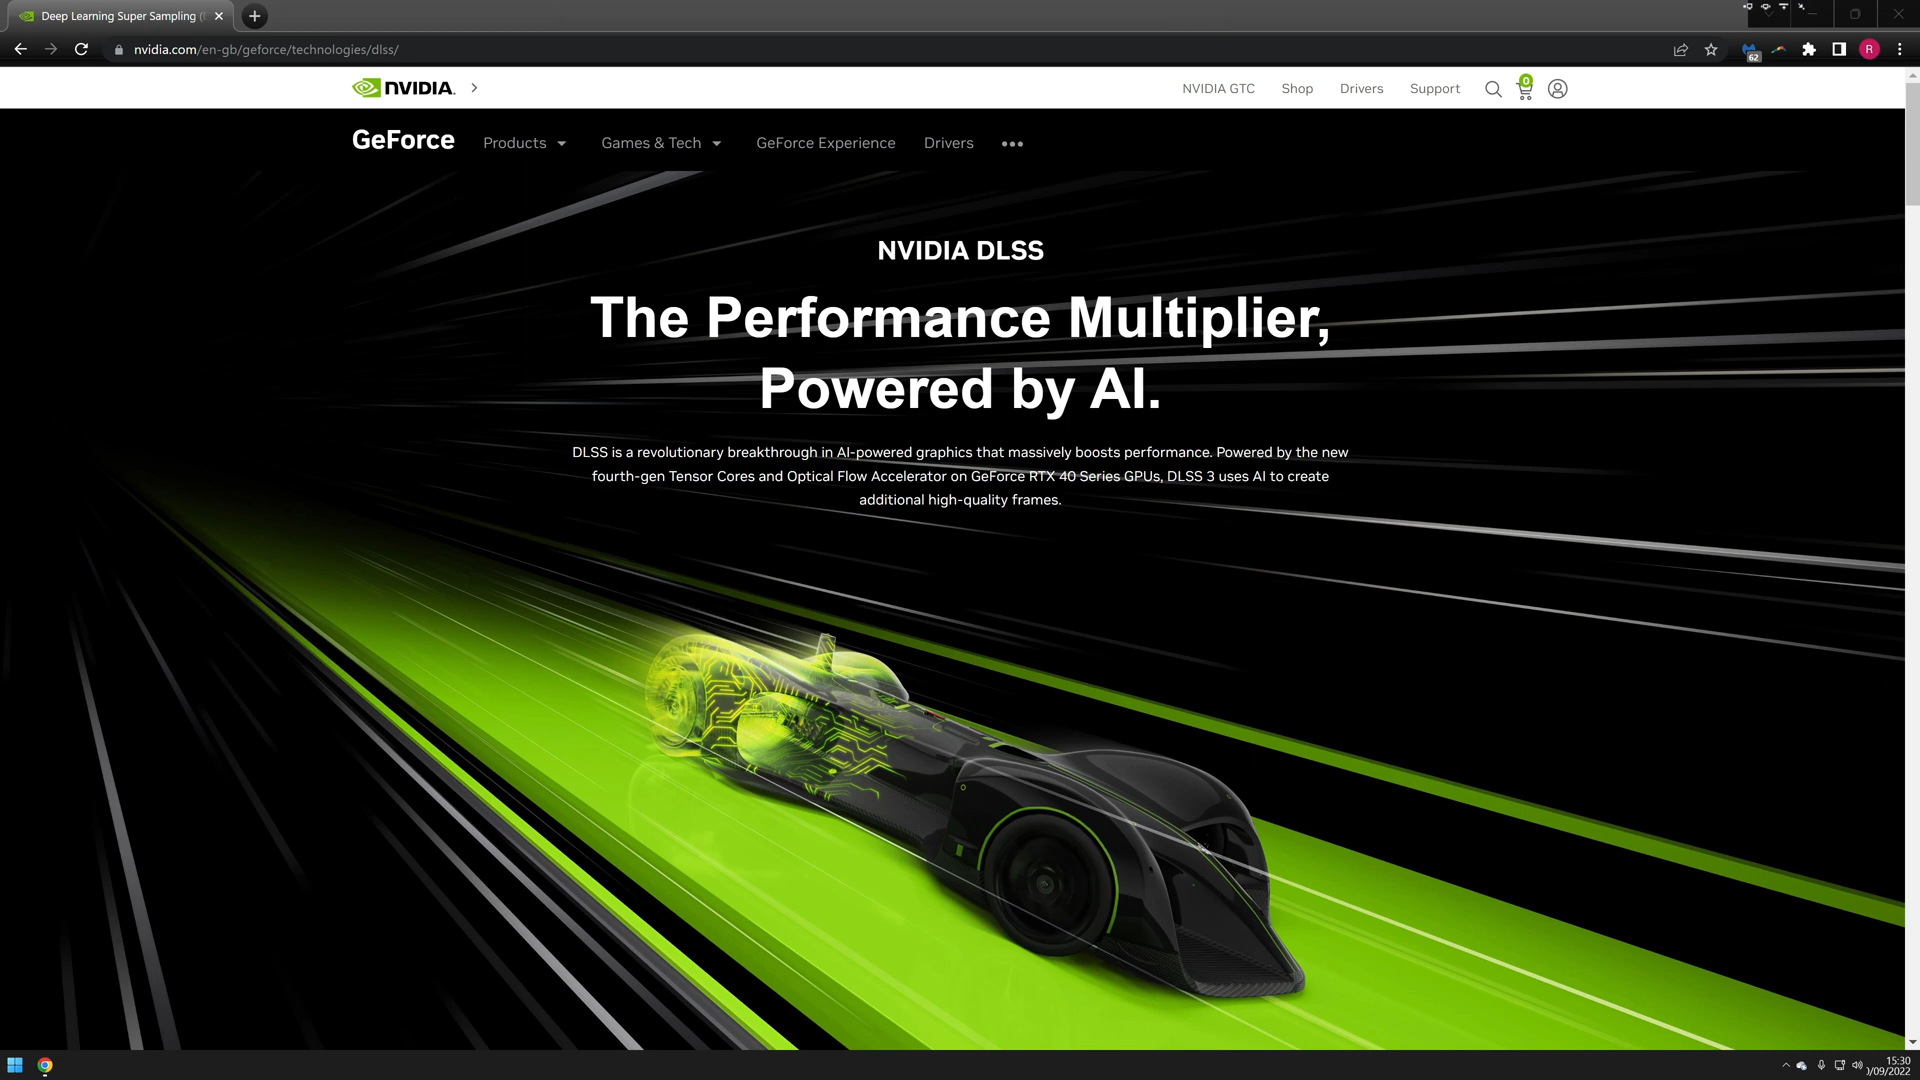 Deep Learning Super Sampling (
nvidia.com/en-gb/geforce/technologies/dlss/
62
R
NVIDIA.
NVIDIA GTC
Shop
Drivers
Support
0
GeForce
Products
Games & Tech
GeForce Experience
Drivers
NVIDIA DLSS
The Performance Multiplier,
Powered by AI.
DLSS is a revolutionary breakthrough in AI-powered graphics that massively boosts performance. Powered by the new
fourth-gen Tensor Cores and Optical Flow Accelerator on GeForce RTX 40 Series GPUs, DLSS 3 uses AI to create
additional high-quality frames.
15:30
0/09/2022